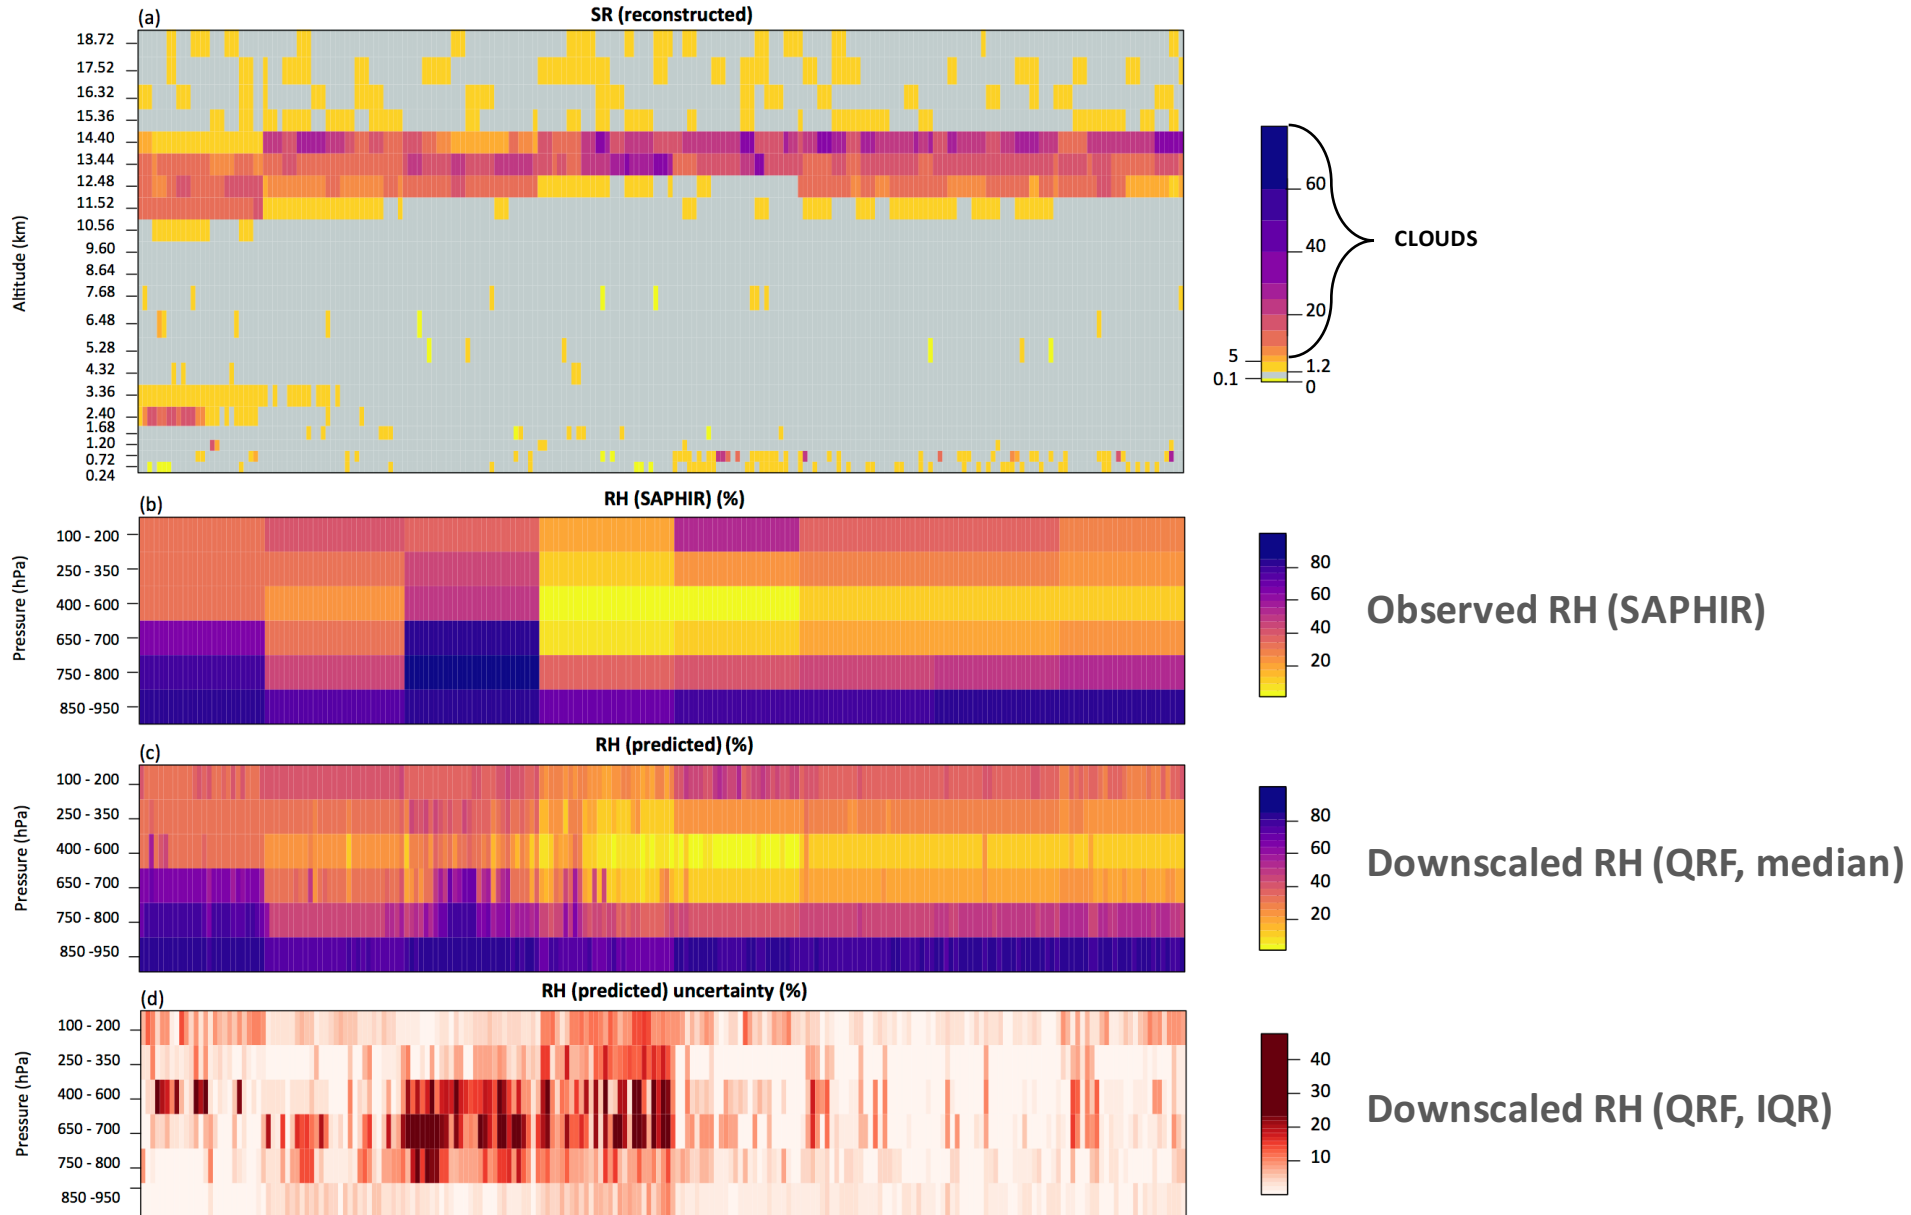 (a)
SR (reconstructed)
18.72
17.52
16.32
15.36
14.40
13.44
12.48
11.52
10.56
9.60
8.64
7.68
6.48
5.28
4.32
3.36
2.40
1.68
1.20
0.72
0.24
Altitude (km)
60
40
20
5
1.2
0.1
0
CLOUDS
(b)
RH (SAPHIR) (%)
100 - 200
250 - 350
400 - 600
650 - 700
750 - 800
850 -950
Pressure (hPa)
80
60
40
20
Observed RH (SAPHIR)
(c)
RH (predicted) (%)
100 - 200
250 - 350
400 - 600
650 - 700
750 - 800
850 -950
Pressure (hPa)
80
60
40
20
Downscaled RH (QRF, median)
(d)
RH (predicted) uncertainty (%)
100 - 200
250 - 350
400 - 600
650 - 700
750 - 800
850 -950
Pressure (hPa)
40
30
20
10
Downscaled RH (QRF, IQR)